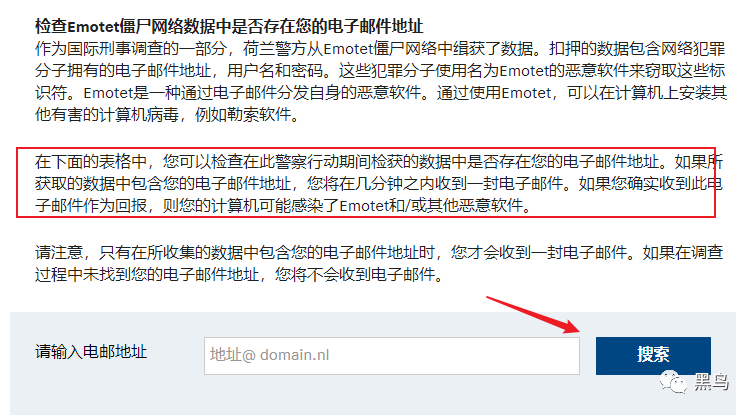 检查Emotet僵尸网络数据中是否存在您的电子邮件地址
作为国际刑事调查的一部分，荷兰警方从Emotet僵尸网络中缉获了数据。扣押的数据包含网络犯罪
分子拥有的电子邮件地址，用户名和密码。这些犯罪分子使用名为Emotet的恶意软件来窃取这些标
识符。Emotet是一种通过电子邮件分发自身的恶意软件。通过使用Emotet，可以在计算机上安装其
他有害的计算机病毒，例如勒索软件。
在下面的表格中，您可以检查在此警察行动期间检获的数据中是否存在您的电子邮件地址。如果所
获取的数据中包含您的电子邮件地址，您将在几分钟之内收到一封电子邮件。如果您确实收到此电
子邮件作为回报，则您的计算机可能感染了Emotet和/或其他恶意软件。
请注意，只有在所收集的数据中包含您的电子邮件地址时，您才会收到一封电子邮件。如果在调查
过程中未找到您的电子邮件地址，您将不会收到电子邮件。
请输入电邮地址
地址@ domain.nl
搜索
黑鸟